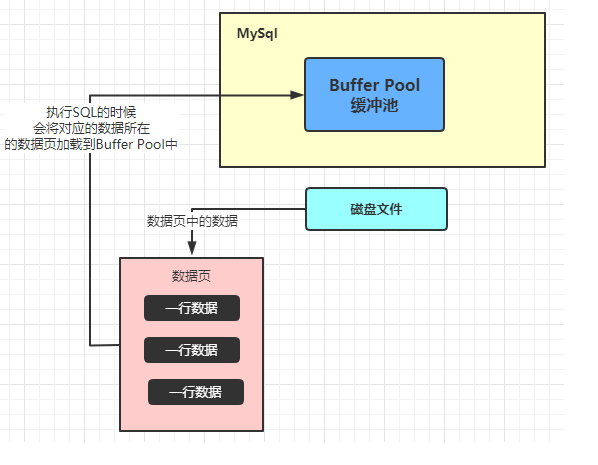 MySql
Buffer Pool
缓冲池
执行SQL的时候
会将对应的数据所在
的数据页加载到Buffer Pool中
磁盘文件
数据页中的数据
数据页
一行数据
一行数据
一行数据